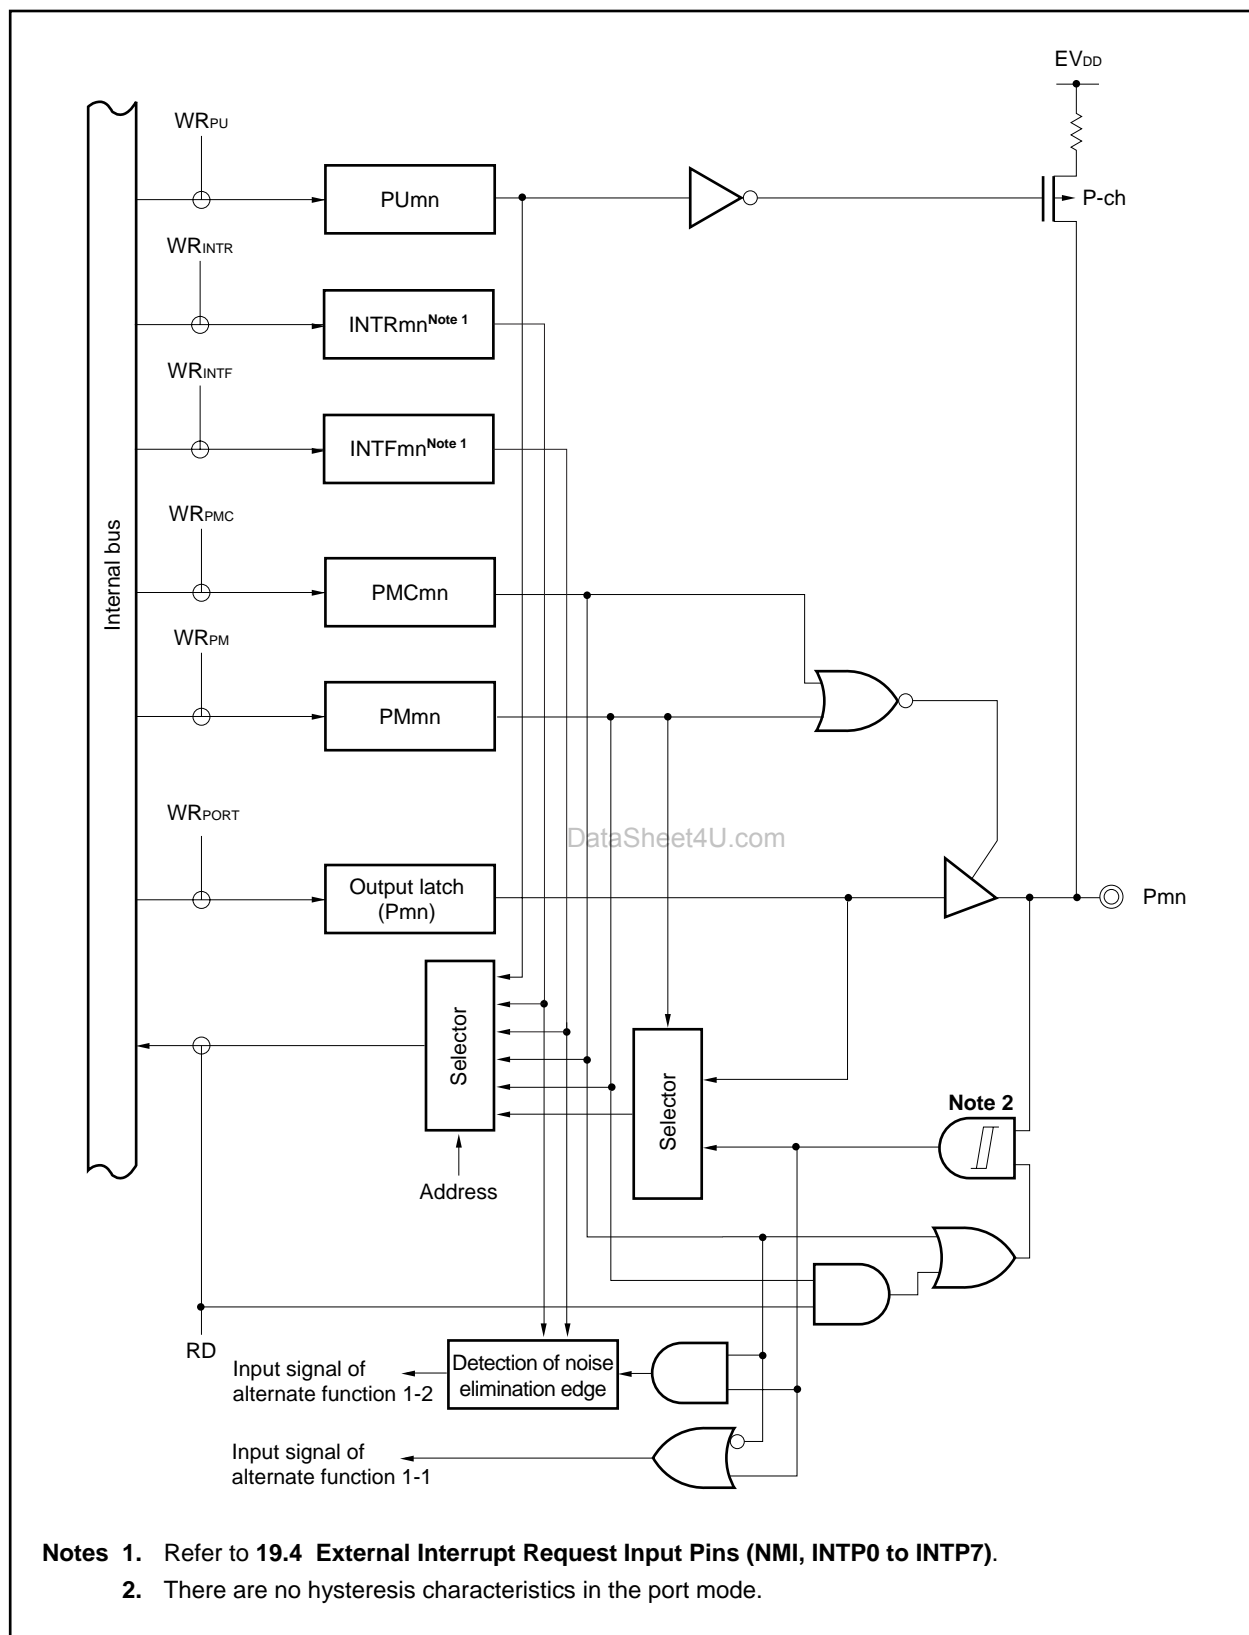 EVDD
WRPU
PUmn
P-ch
WRINTR
INTRmnNote 1
WRINTF
INTFmnNote 1
WRPMC
Internal bus
PMCmn
WRPM
PMmn
WRPORT
DataSheet4U.com
Output latch
(Pmn)
Pmn
Selector
Selector
Note 2
Address
RD
Input signal of
alternate function 1-2
Detection of noise
elimination edge
Input signal of
alternate function 1-1
Notes 1. Refer to 19.4 External Interrupt Request Input Pins (NMI, INTP0 to INTP7).
2. There are no hysteresis characteristics in the port mode.